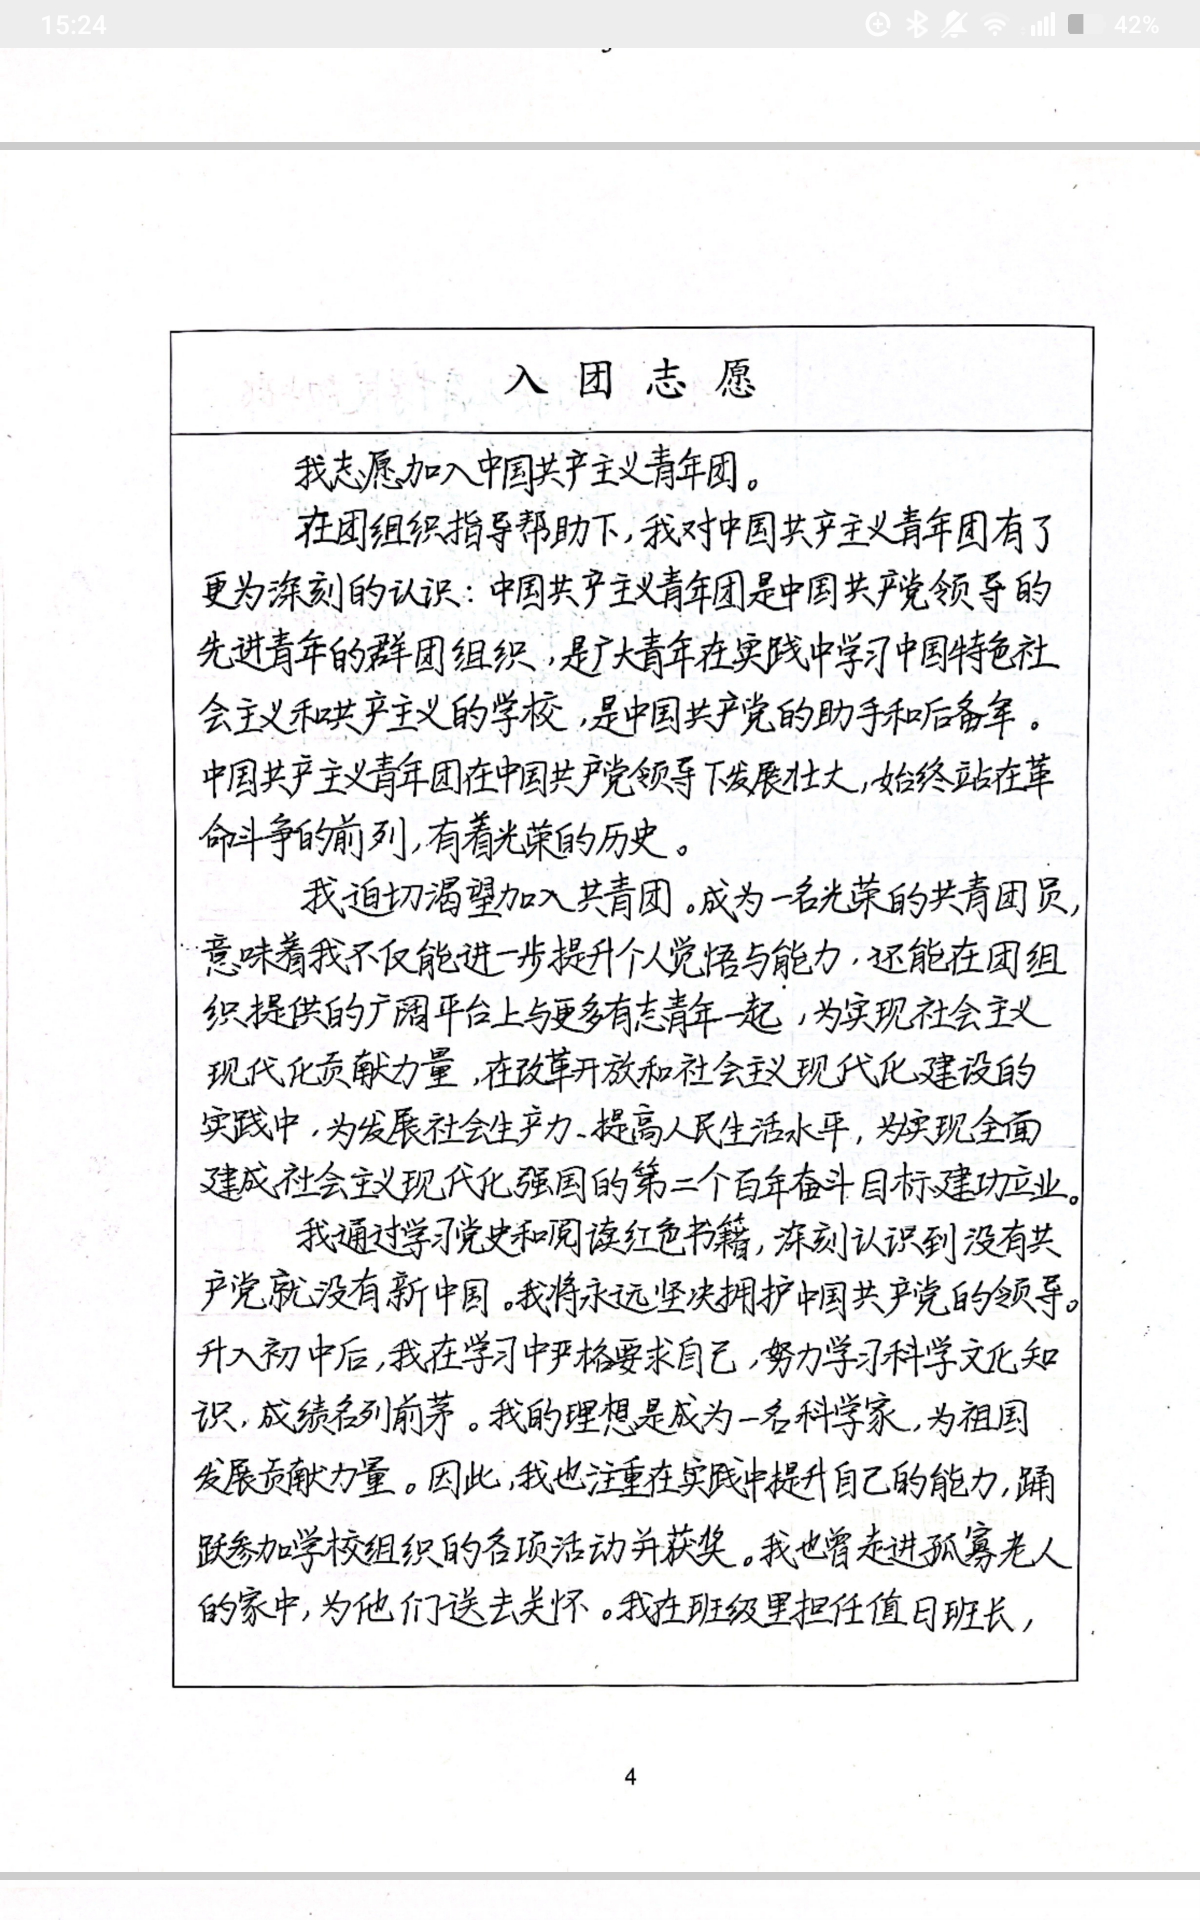 15:24
42%
入团志愿
我志愿加入中国共产主义青年团。
在团组织指导帮助下,我对中国共产主义青年团有了
更为深刻的认识:中国共产主义青年团是中国共产党领导的
先进青年的群团组织,是广大青年在实践中学习中国特色社
会主义和共产主义的学校,是中国共产党的助手和后备军。
中国共产主义青年团在中国共产党领导下发展壮大,始终站在革
命斗争的前列,有着光荣的历史。
我迫切渴望加入共青团。成为一名光荣的共青团员,
意味着我不仅能进一步提升个人觉悟与能力,还能在团组
织提供的广阔平台上与更多有志青年一起,为实现社会主义
现代化贡献力量,在改革开放和社会主义现代化建设的
实践中,为发展社会生产力、提高人民生活水平,为实现全面
建成社会主义现代化强国的第二个百年奋斗目标建功立业。
我通过学习党史和阅读红色书籍,深刻认识到没有共
产党就没有新中国。我将永远坚决拥护中国共产党的领导。
升入初中后,我在学习中严格要求自己,努力学习科学文化知
识,成绩名列前茅。我的理想是成为一名科学家,为祖国
发展贡献力量。因此,我也注重在实践中提升自己的能力,踊
跃参加学校组织的各项活动并获奖。我也曾走进孤寡老人
的家中,为他们送去关怀。我在班级里担任值日班长,
4